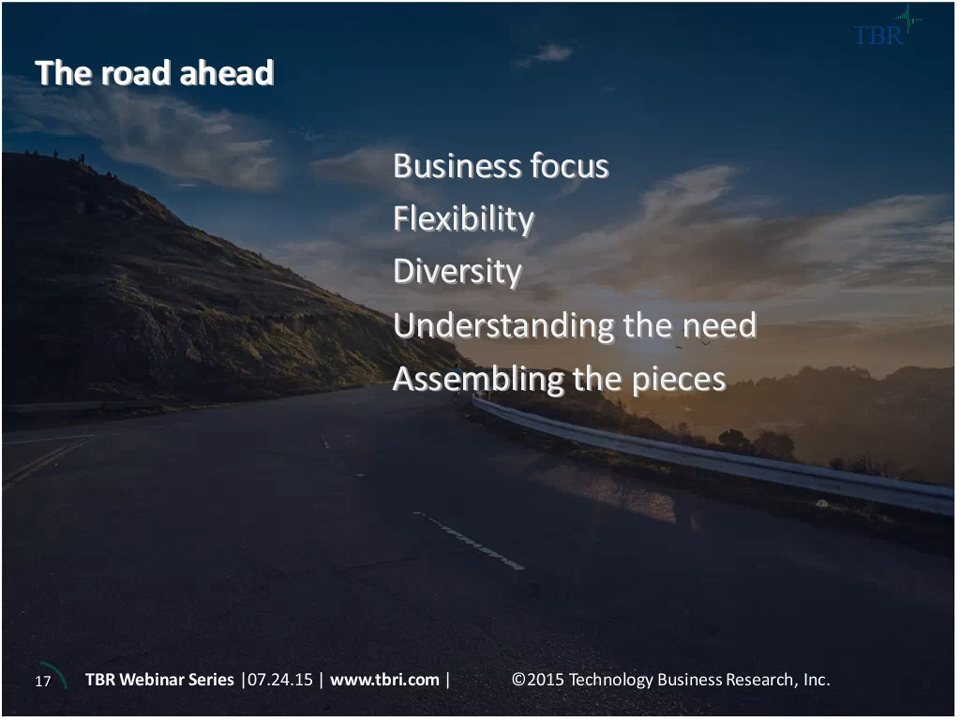 TBR
The road ahead
Business focus
Flexibility
Diversity
Understanding the need
Assembling the pieces
17 TBR Webinar Series |07.24.15 | www.tbri.com | ©2015 Technology Business Research, Inc.